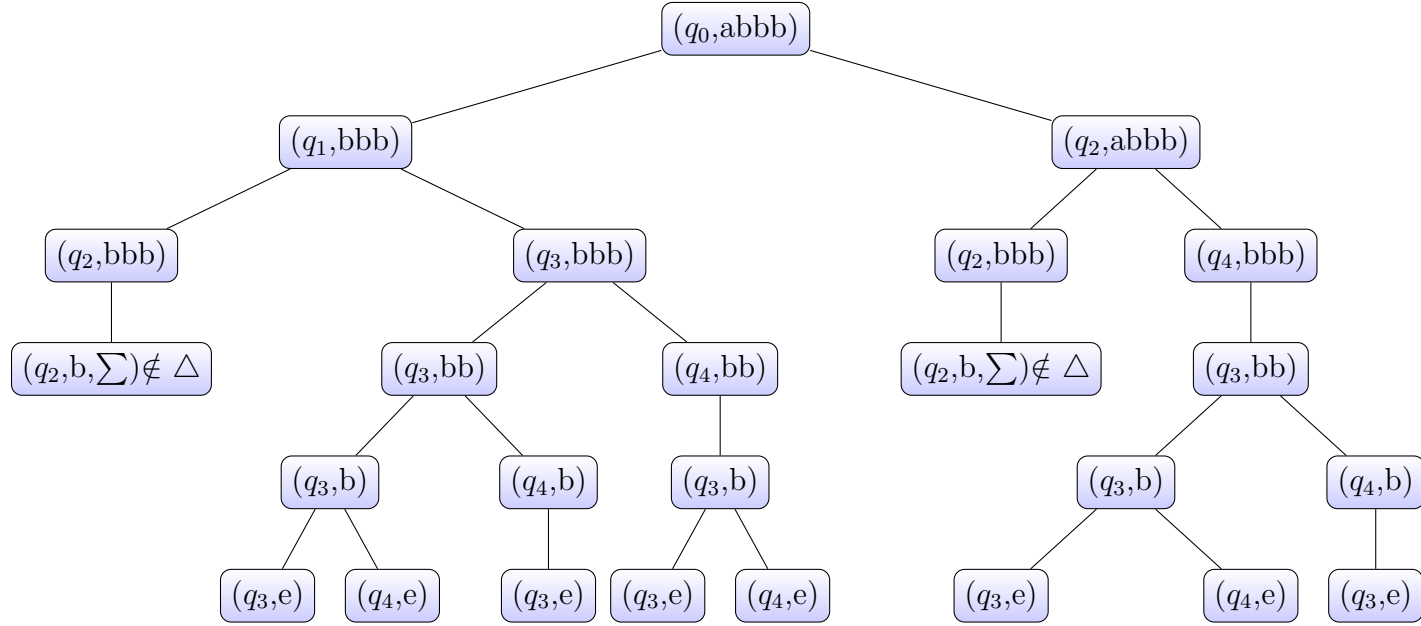 (q₀,abbb)
(q₁,bbb) (q₂,abbb)
(q₂,bbb) (q₃,bbb) (q₂,bbb) (q₄,bbb)
(q₂,b,∑)∉ △ (q₃,bb) (q₄,bb) (q₂,b,∑)∉ △ (q₃,bb)
(q₃,b) (q₄,b) (q₃,b) (q₃,b) (q₄,b)
(q₃,e) (q₄,e) (q₃,e) (q₃,e) (q₄,e) (q₃,e) (q₄,e) (q₃,e)